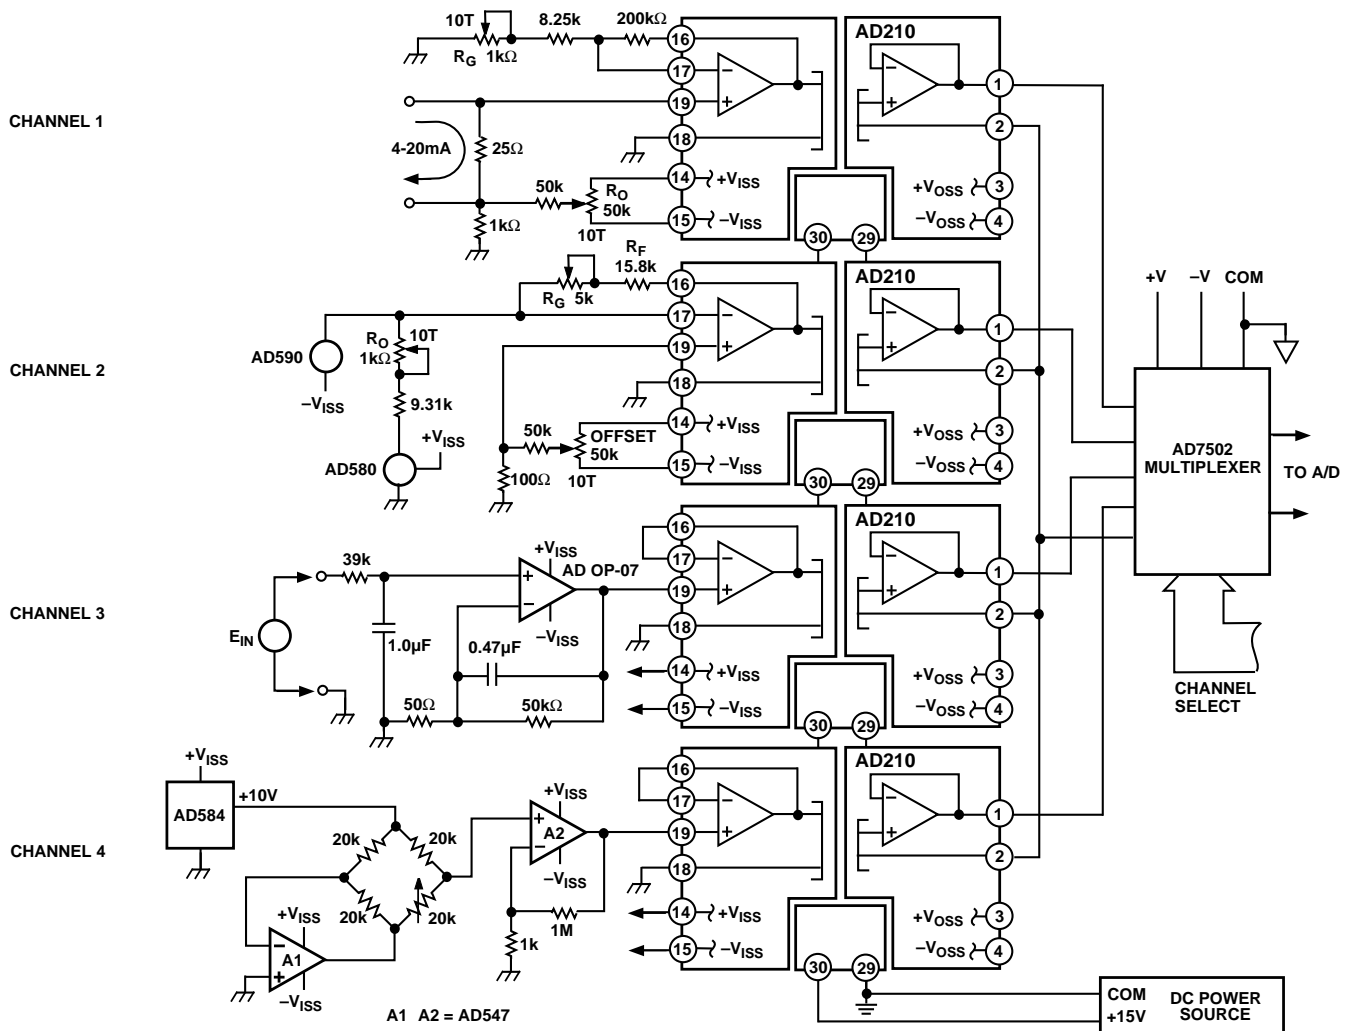 CHANNEL 1
10T
RG 1kΩ
8.25k
200kΩ
16
17
19
18
14
15
4-20mA
25Ω
1kΩ
50k
RO
50k
10T
+VISS
−VISS
30
29
AD210
1
2
+VOSS
3
−VOSS
4
CHANNEL 2
AD590
−VISS
RO
10T
1kΩ
9.31k
AD580
+VISS
RG 5k
RF
15.8k
16
17
19
18
14
15
50k
OFFSET
50k
10T
100Ω
+VISS
−VISS
30
29
AD210
1
2
+VOSS
3
−VOSS
4
CHANNEL 3
EIN
39k
1.0µF
+VISS
AD OP-07
−VISS
0.47µF
50Ω
50kΩ
16
17
19
18
14
15
+VISS
−VISS
30
29
AD210
1
2
+VOSS
3
−VOSS
4
CHANNEL 4
+VISS
AD584
+10V
20k
20k
20k
20k
+VISS
A1
−VISS
+VISS
A2
−VISS
1M
1k
A1 A2 = AD547
16
17
19
18
14
15
+VISS
−VISS
30
29
AD210
1
2
+VOSS
3
−VOSS
4
+V
−V
COM
AD7502
MULTIPLEXER
TO A/D
CHANNEL
SELECT
COM
+15V
DC POWER
SOURCE